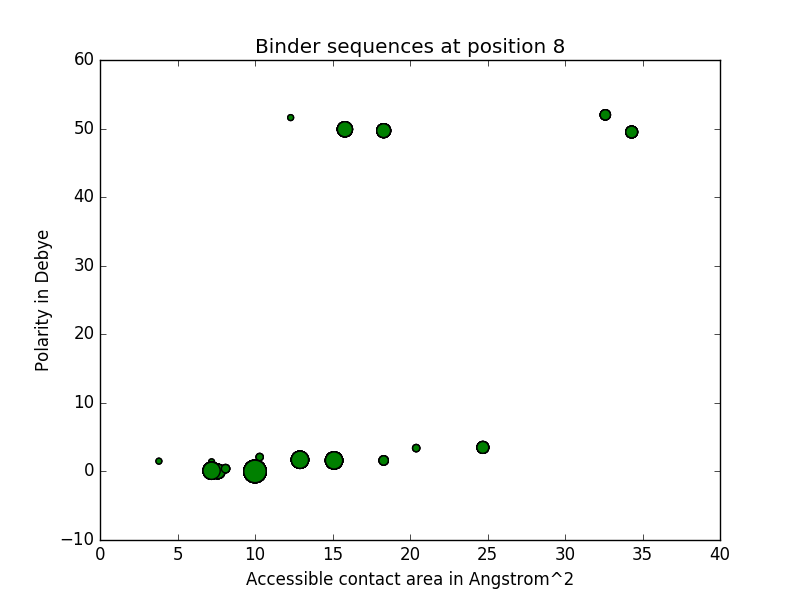 Binder sequences at position 8
60
50
40
30
20
10
0
−10
Polarity in Debye
0 5 10 15 20 25 30 35 40
Accessible contact area in Angstrom^2